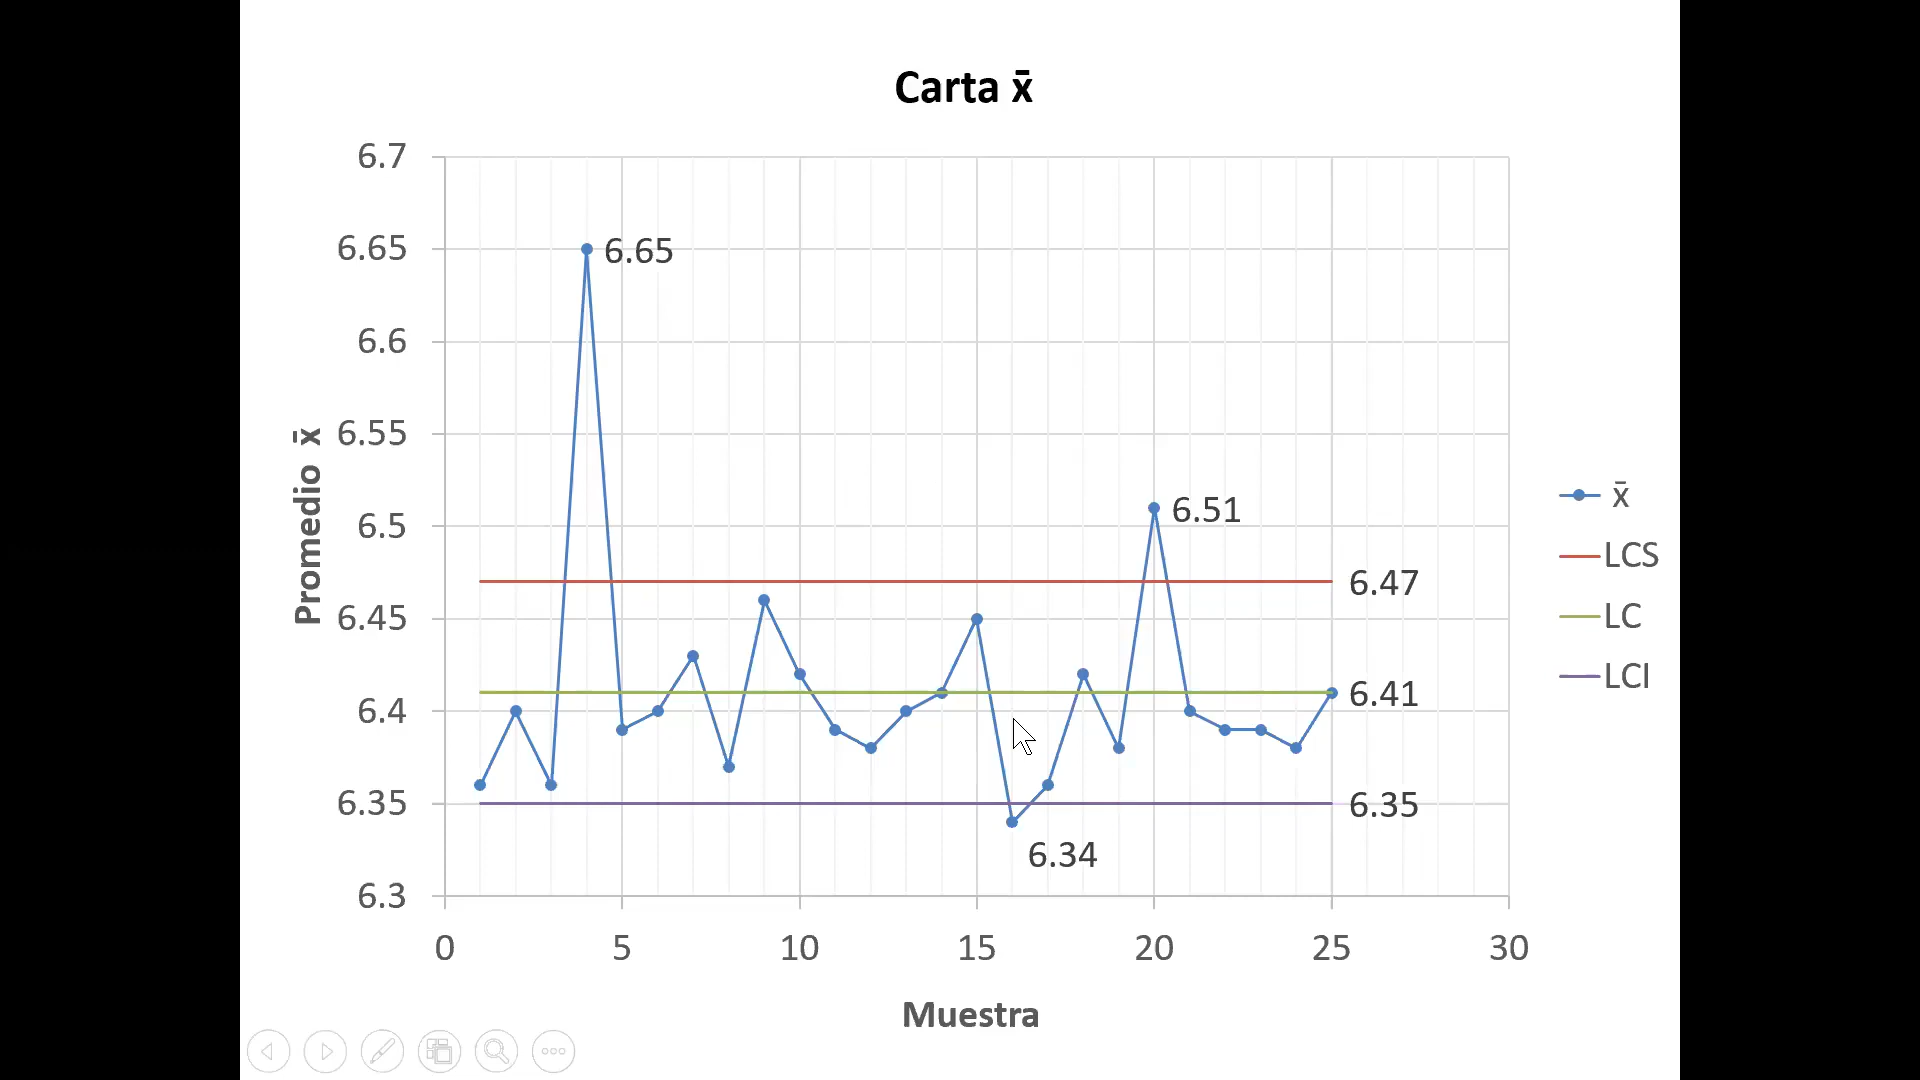 Carta x̄
6.7
6.65
6.6
6.55
6.5
6.45
6.4
6.35
6.3
Promedio x̄
6.65
6.51
6.47
6.41
6.35
6.34
x̄
LCS
LC
LCI
0 5 10 15 20 25 30
Muestra